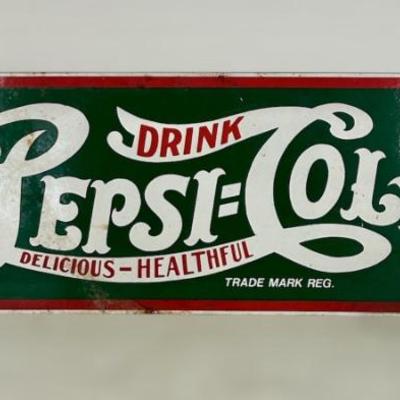 DRINK
PEPSI=COL
DELICIOUS-HEALTHFUL
TRADE MARK REG.